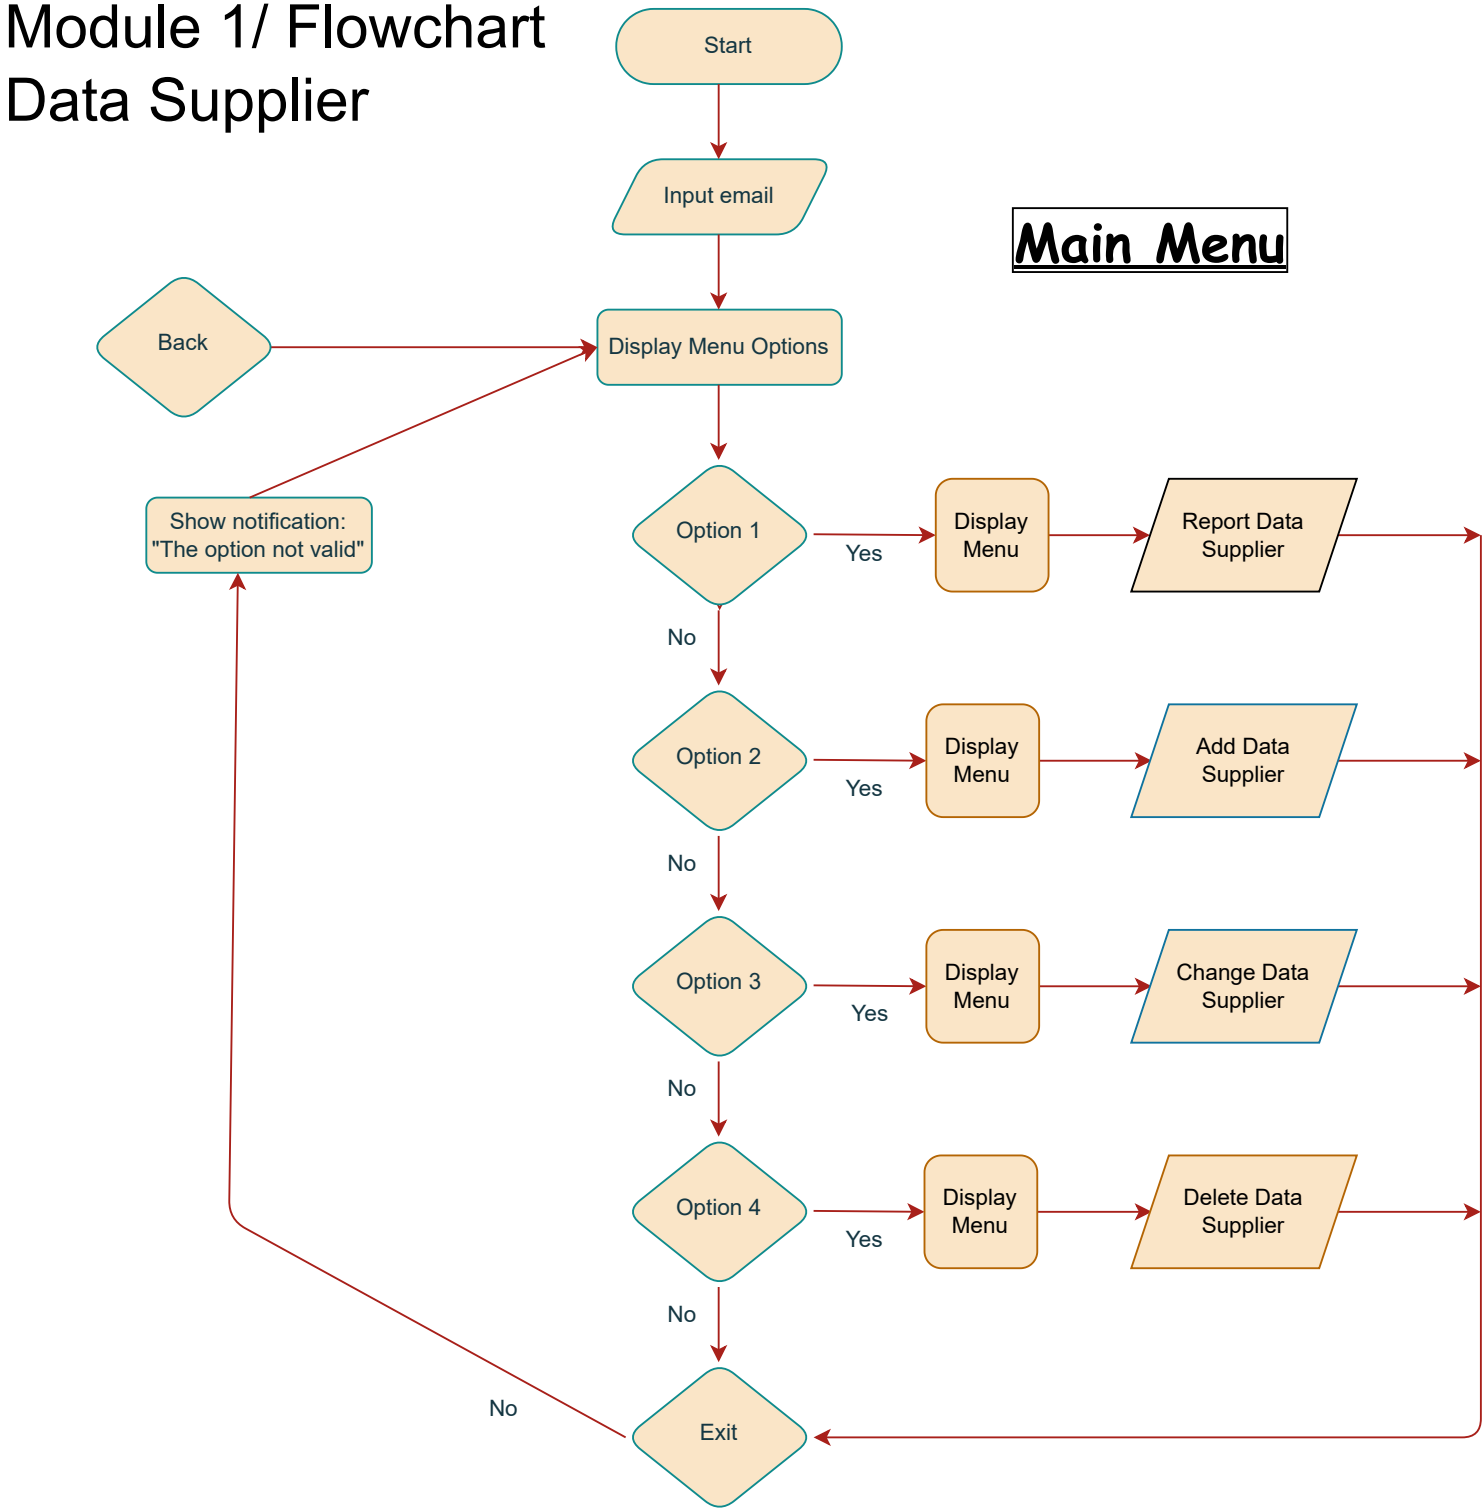 Module 1/ Flowchart
Data Supplier
Start
Input email
Main Menu
Back
Display Menu Options
Show notification:
"The option not valid"
Option 1
Yes
Display
Menu
Report Data
Supplier
No
Option 2
Yes
Display
Menu
Add Data
Supplier
No
Option 3
Yes
Display
Menu
Change Data
Supplier
No
Option 4
Yes
Display
Menu
Delete Data
Supplier
No
No
Exit